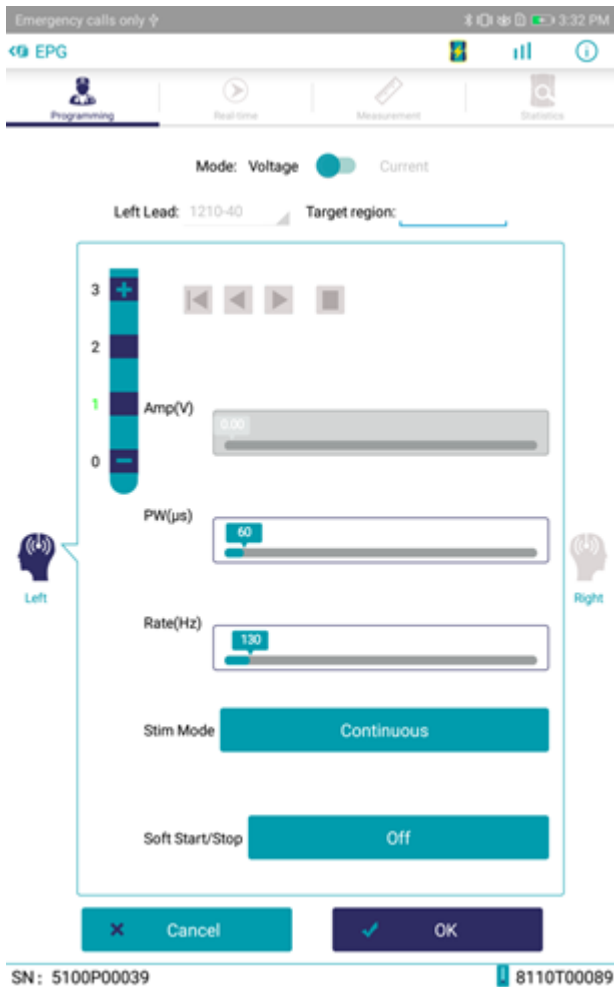 Emergency calls only 3:32 PM
EPG
Programming Real-time Measurement Statistics
Mode: Voltage Current
Left Lead: 1210-40 Target region:
3 +
2
1
Amp(V) 0.00
0 −
PW(μs) 60
Left Right
Rate(Hz) 130
Stim Mode Continuous
Soft Start/Stop Off
Cancel OK
SN: 5100P00039 8110T00089